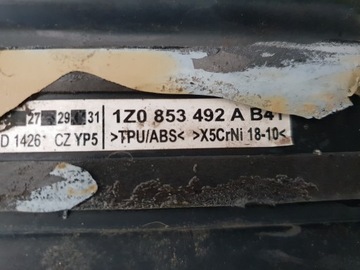 27 29 31 1Z0 853 492 A B41
D 1426* CZ YP5 >TPU/ABS< >X5CrNi 18-10<